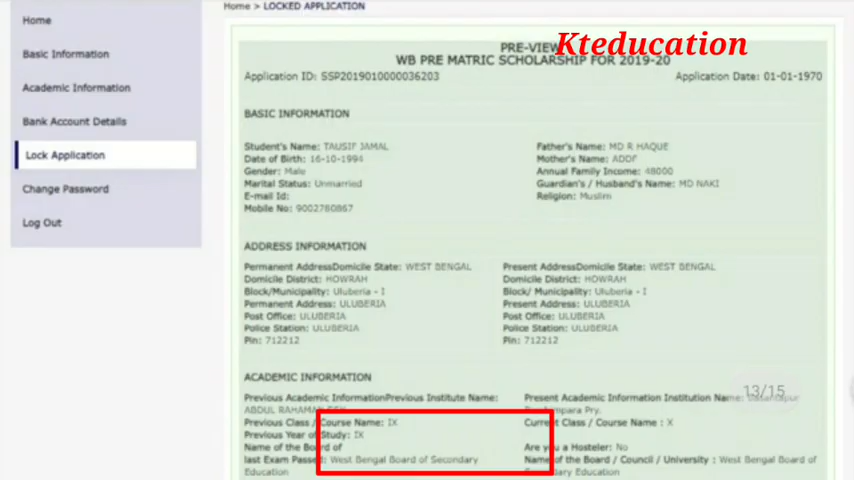 Home > LOCKED APPLICATION
Home
Basic Information
Academic Information
Bank Account Details
Lock Application
Change Password
Log Out
Kteducation
PRE-VIEW
WB PRE MATRIC SCHOLARSHIP FOR 2019-20
Application ID: SSP2019010000036203 Application Date: 01-01-1970
BASIC INFORMATION
Student's Name: TAUSIF JAMAL Father's Name: MD R HAQUE
Date of Birth: 16-10-1994 Mother's Name: ADDF
Gender: Male Annual Family Income: 48000
Marital Status: Unmarried Guardian's / Husband's Name: MD NAKI
E-mail Id: Religion: Muslim
Mobile No: 9002780867
ADDRESS INFORMATION
Permanent AddressDomicile State: WEST BENGAL Present AddressDomicile State: WEST BENGAL
Domicile District: HOWRAH Domicile District: HOWRAH
Block/Municipality: Uluberia - I Block/ Municipality: Uluberia - I
Permanent Address: ULUBERIA Present Address: ULUBERIA
Post Office: ULUBERIA Post Office: ULUBERIA
Police Station: ULUBERIA Police Station: ULUBERIA
Pin: 712212 Pin: 712212
ACADEMIC INFORMATION
13/15
Previous Academic InformationPrevious Institute Name: Present Academic Information Institution Name:
ABDUL RAHAMAN Pry.
Previous Class / Course Name: IX Current Class / Course Name : X
Previous Year of Study: IX
Name of the Board of Are you a Hosteler: No
last Exam Passed: West Bengal Board of Secondary Name of the Board / Council / University : West Bengal Board of
Education Secondary Education